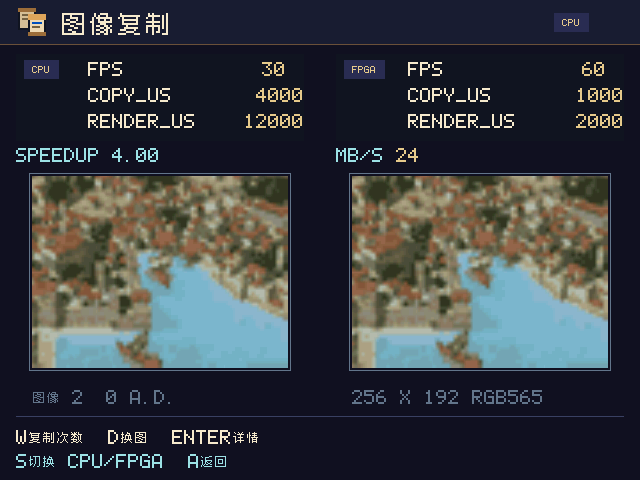 图像复制 CPU
CPU FPS 30
COPY_US 4000
RENDER_US 12000
FPGA FPS 60
COPY_US 1000
RENDER_US 2000
SPEEDUP 4.00
MB/S 24
图像 2 0 A.D.
256 X 192 RGB565
W复制次数 D换图 ENTER详情
S切换 CPU/FPGA A返回